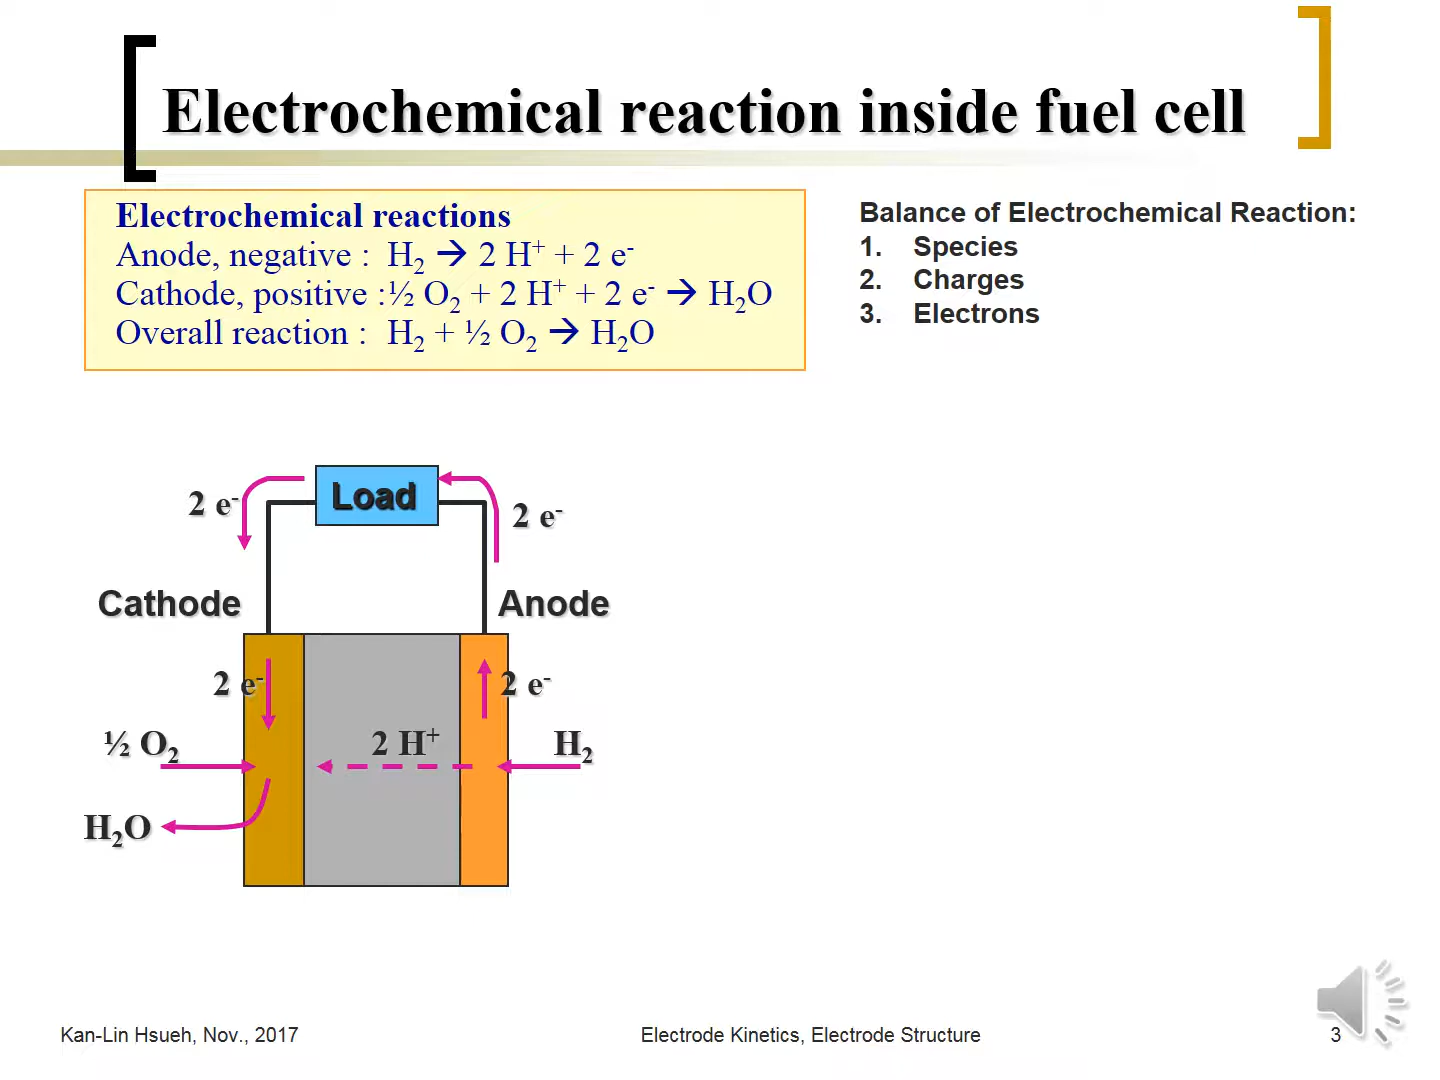 Electrochemical reaction inside fuel cell
Electrochemical reactions
Anode, negative : H₂ → 2 H⁺ + 2 e⁻
Cathode, positive :½ O₂ + 2 H⁺ + 2 e⁻ → H₂O
Overall reaction : H₂ + ½ O₂ → H₂O
Balance of Electrochemical Reaction:
1. Species
2. Charges
3. Electrons
2 e⁻
Load
2 e⁻
Cathode
Anode
2 e⁻
2 e⁻
½ O₂
2 H⁺
H₂
H₂O
Kan-Lin Hsueh, Nov., 2017
Electrode Kinetics, Electrode Structure
3